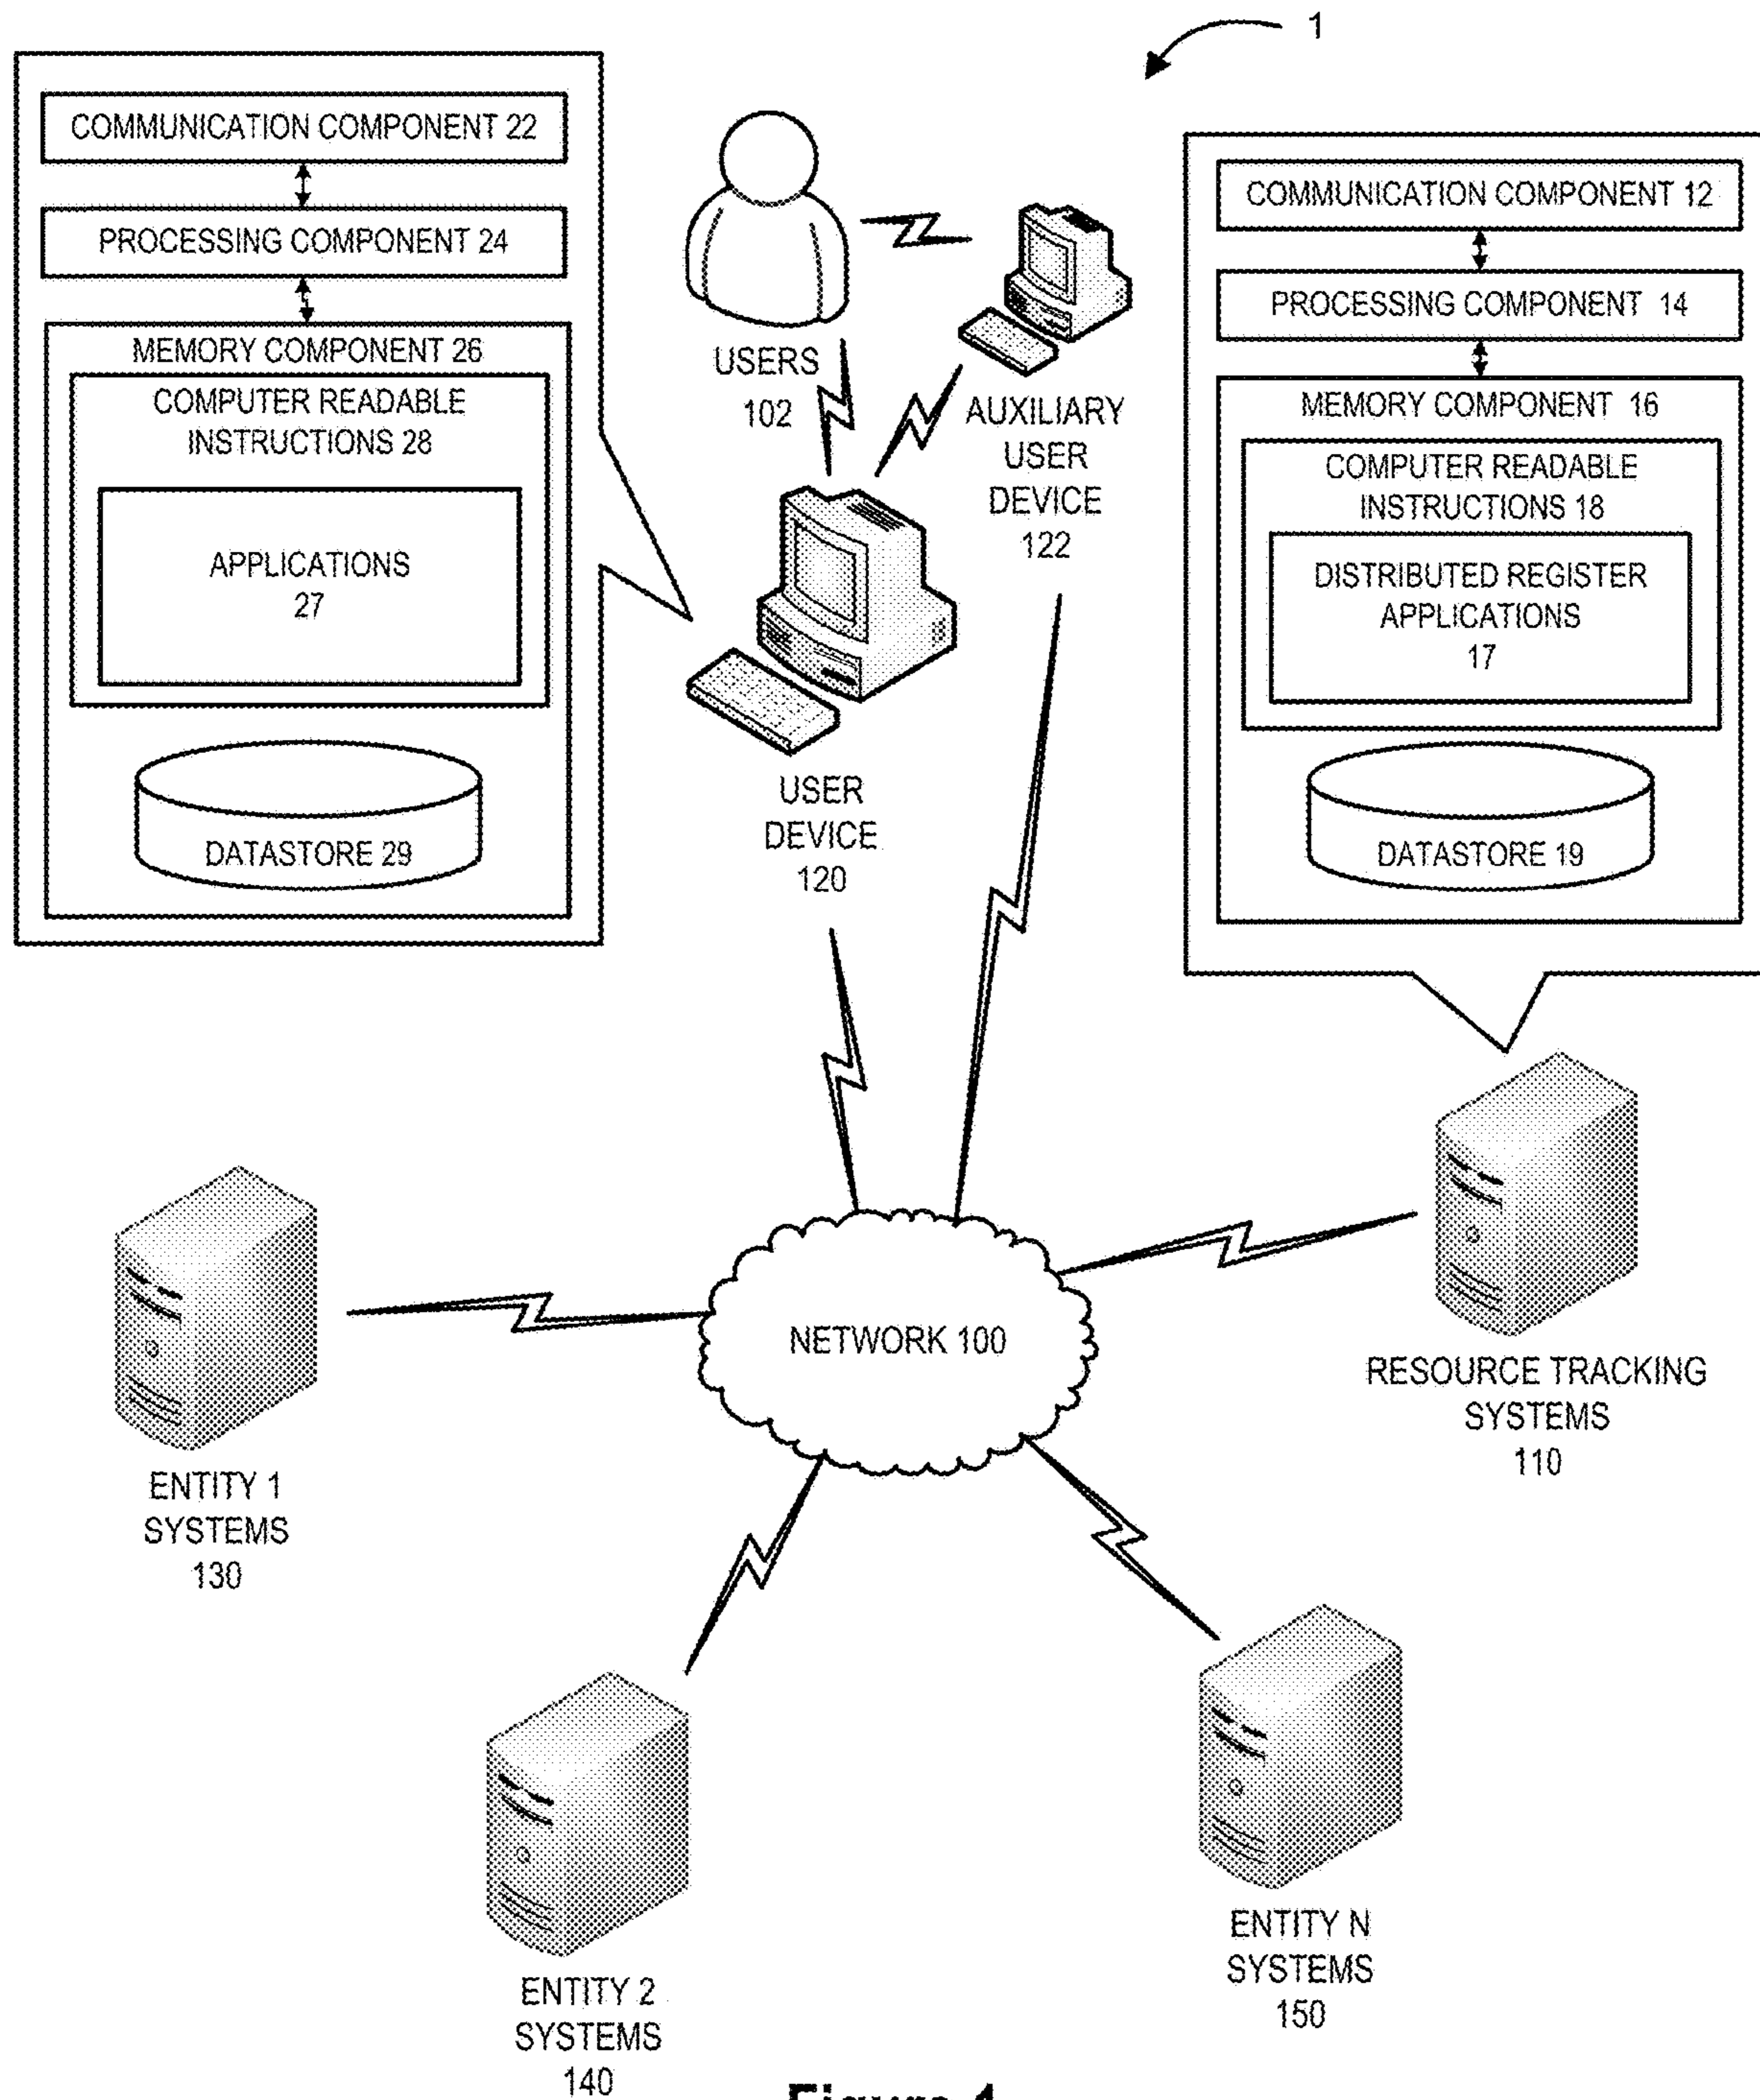 1
COMMUNICATION COMPONENT 22
PROCESSING COMPONENT 24
MEMORY COMPONENT 26
COMPUTER READABLE
INSTRUCTIONS 28
APPLICATIONS
27
DATASTORE 29
USERS
102
AUXILIARY
USER
DEVICE
122
USER
DEVICE
120
COMMUNICATION COMPONENT 12
PROCESSING COMPONENT 14
MEMORY COMPONENT 16
COMPUTER READABLE
INSTRUCTIONS 18
DISTRIBUTED REGISTER
APPLICATIONS
17
DATASTORE 19
NETWORK 100
RESOURCE TRACKING
SYSTEMS
110
ENTITY 1
SYSTEMS
130
ENTITY 2
SYSTEMS
140
ENTITY N
SYSTEMS
150
Figure 1